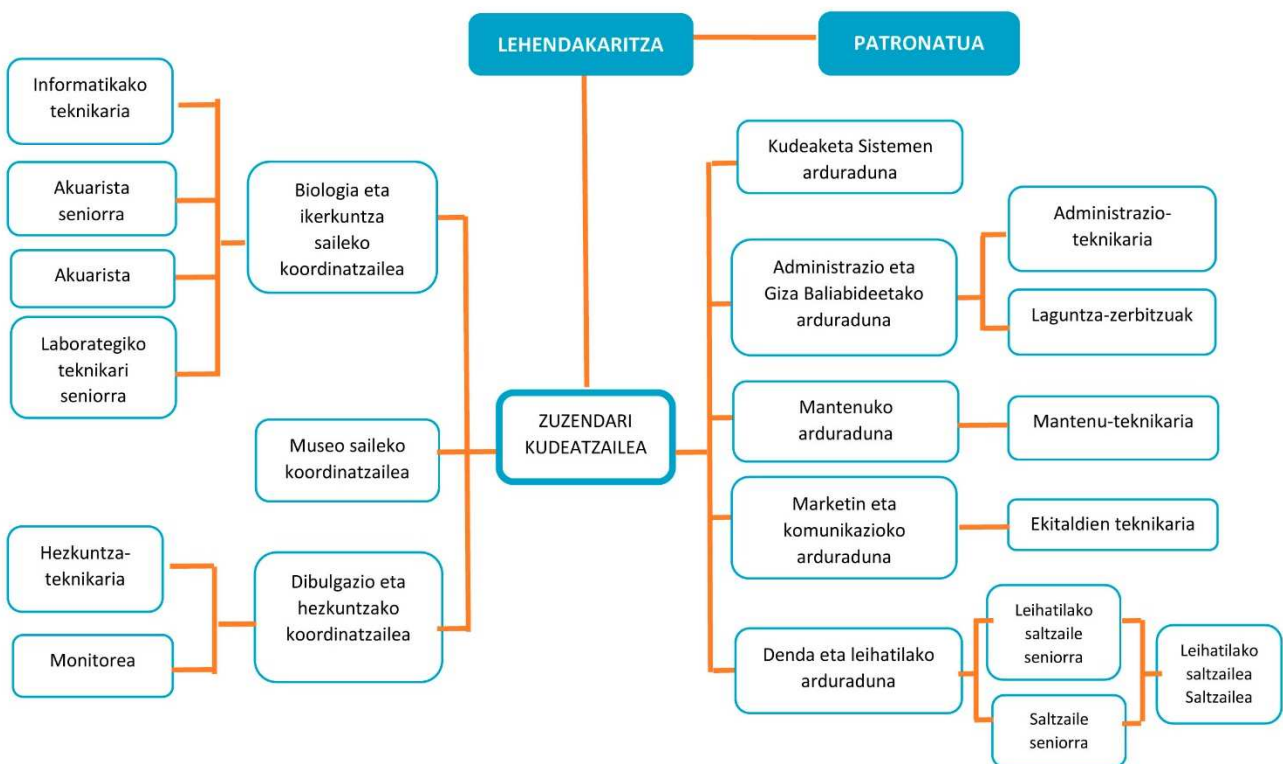 LEHENDAKARITZA
PATRONATUA
Informatikako
teknikaria
Akuarista
seniorra
Akuarista
Laborategiko
teknikari
seniorra
Biologia eta
ikerkuntza
saileko
koordinatzailea
Museo saileko
koordinatzailea
Hezkuntza-
teknikaria
Monitorea
Dibulgazio eta
hezkuntzako
koordinatzailea
ZUZENDARI
KUDEATZAILEA
Kudeaketa Sistemen
arduraduna
Administrazio eta
Giza Baliabideetako
arduraduna
Administrazio-
teknikaria
Laguntza-zerbitzuak
Mantenuko
arduraduna
Mantenu-teknikaria
Marketin eta
komunikazioko
arduraduna
Ekitaldien teknikaria
Denda eta leihatilako
arduraduna
Leihatilako
saltzaile
seniorra
Saltzaile
seniorra
Leihatilako
saltzailea
Saltzailea